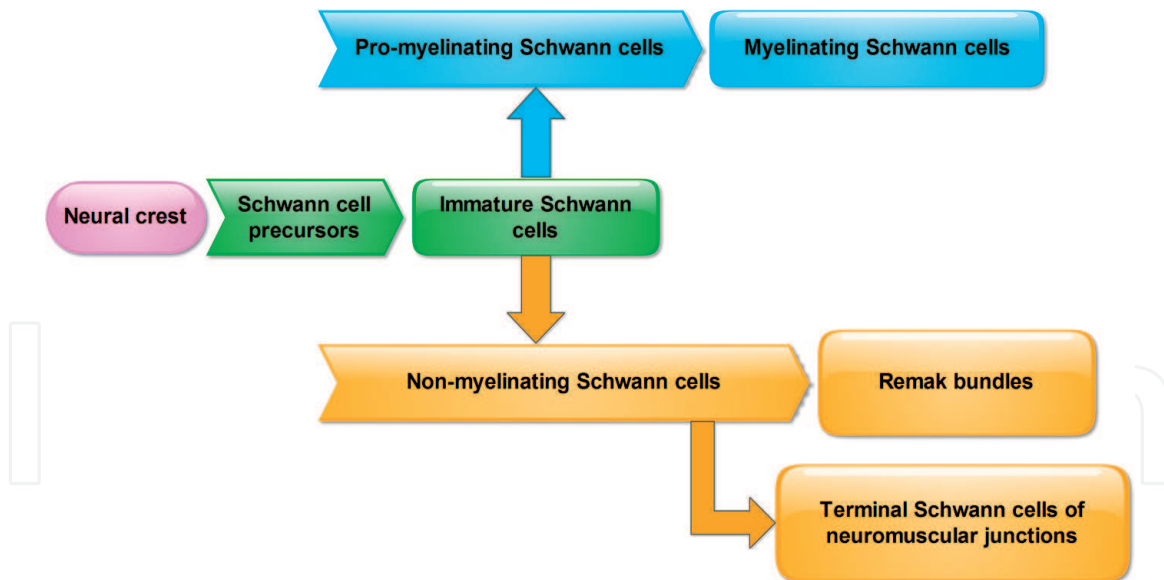 Pro-myelinating Schwann cells
Myelinating Schwann cells
Neural crest
Schwann cell
precursors
Immature Schwann
cells
Non-myelinating Schwann cells
Remak bundles
Terminal Schwann cells of
neuromuscular junctions